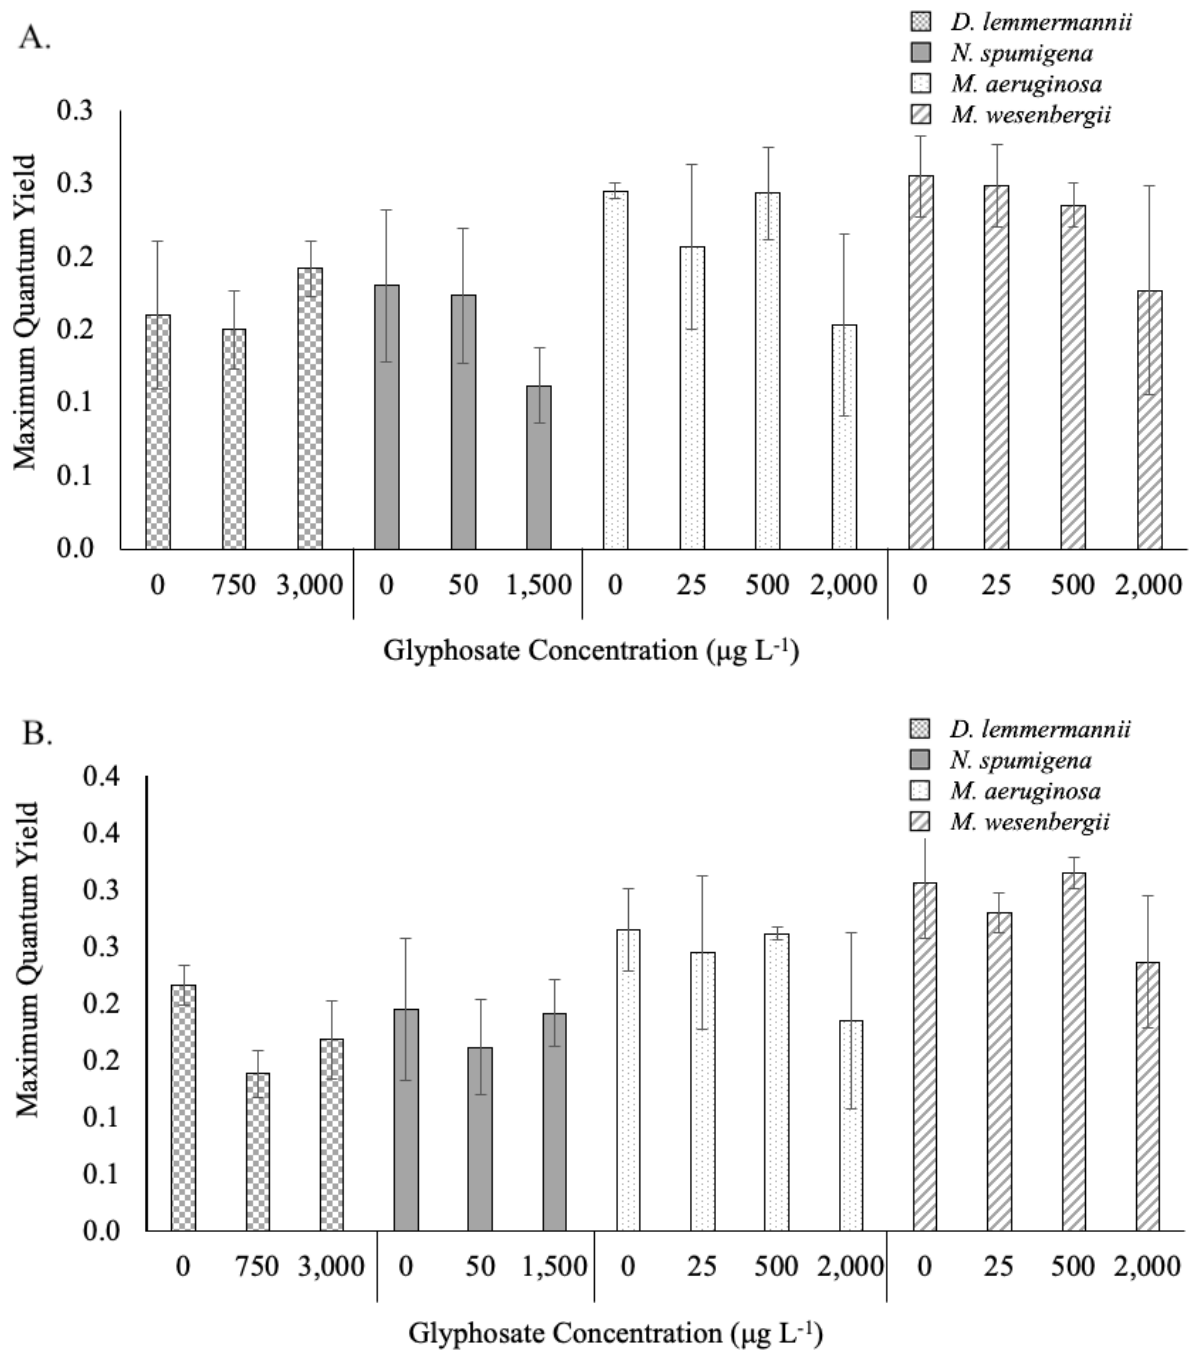 A.
D. lemmermannii
N. spumigena
M. aeruginosa
M. wesenbergii
Maximum Quantum Yield
0.3
0.3
0.2
0.2
0.1
0.1
0.0
0 750 3,000 0 50 1,500 0 25 500 2,000 0 25 500 2,000
Glyphosate Concentration (µg L⁻¹)
B.
D. lemmermannii
N. spumigena
M. aeruginosa
M. wesenbergii
Maximum Quantum Yield
0.4
0.4
0.3
0.3
0.2
0.2
0.1
0.1
0.0
0 750 3,000 0 50 1,500 0 25 500 2,000 0 25 500 2,000
Glyphosate Concentration (µg L⁻¹)